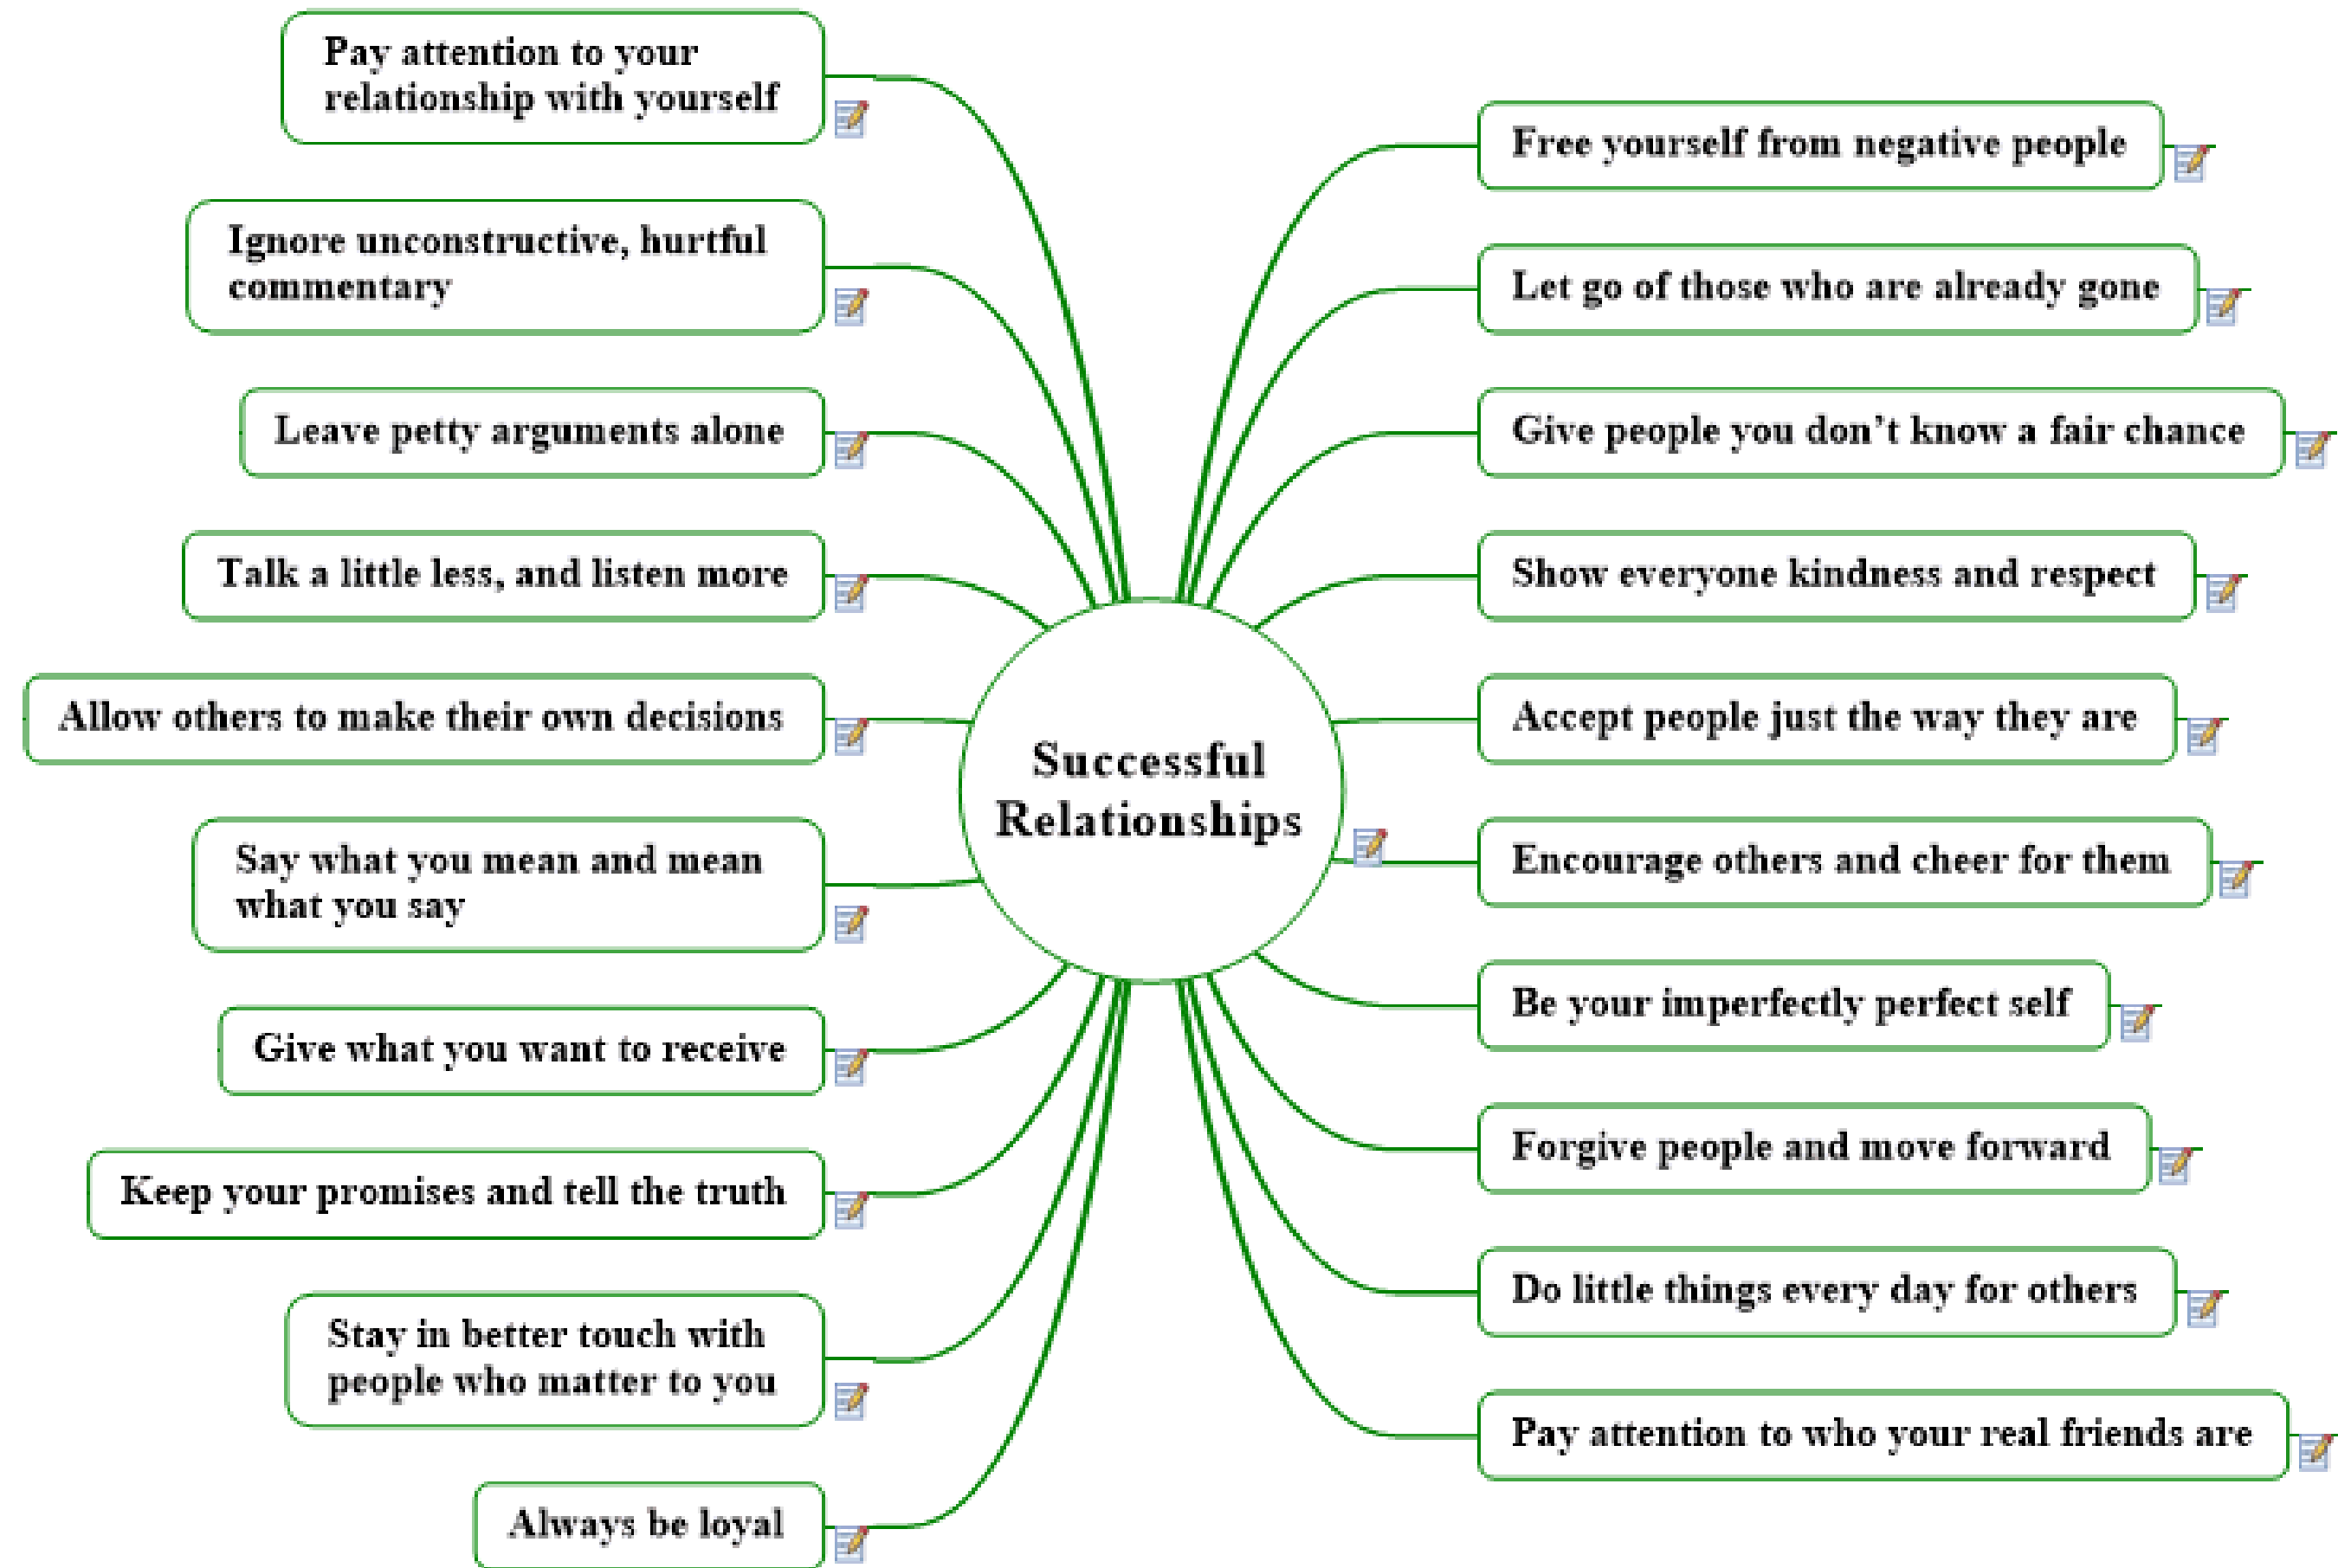 Pay attention to your
relationship with yourself
Ignore unconstructive, hurtful
commentary
Leave petty arguments alone
Talk a little less, and listen more
Allow others to make their own decisions
Say what you mean and mean
what you say
Give what you want to receive
Keep your promises and tell the truth
Stay in better touch with
people who matter to you
Always be loyal
Successful
Relationships
Free yourself from negative people
Let go of those who are already gone
Give people you don’t know a fair chance
Show everyone kindness and respect
Accept people just the way they are
Encourage others and cheer for them
Be your imperfectly perfect self
Forgive people and move forward
Do little things every day for others
Pay attention to who your real friends are